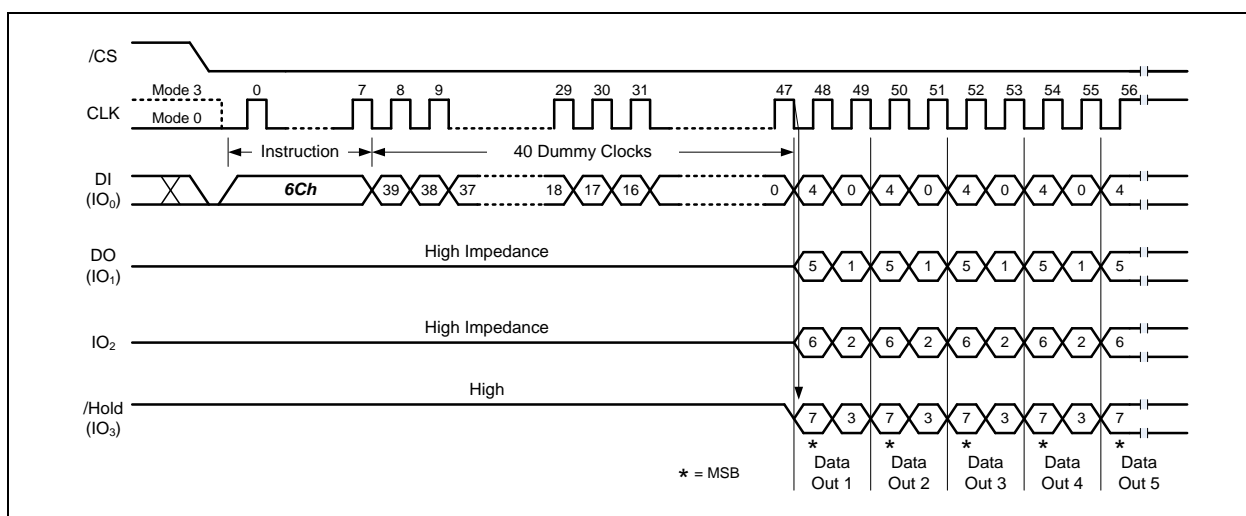 /CS
Mode 3 0 7 8 9 29 30 31 47 48 49 50 51 52 53 54 55 56
CLK
Mode 0
Instruction 40 Dummy Clocks
DI
(IO0)
6Ch 39 38 37 18 17 16 0 4 0 4 0 4 0 4 0 4
High Impedance
DO
(IO1)
5 1 5 1 5 1 5 1 5
High Impedance
IO2
6 2 6 2 6 2 6 2 6
High
/Hold
(IO3)
7 3 7 3 7 3 7 3 7
* * * * *
* = MSB
Data Data Data Data Data
Out 1 Out 2 Out 3 Out 4 Out 5